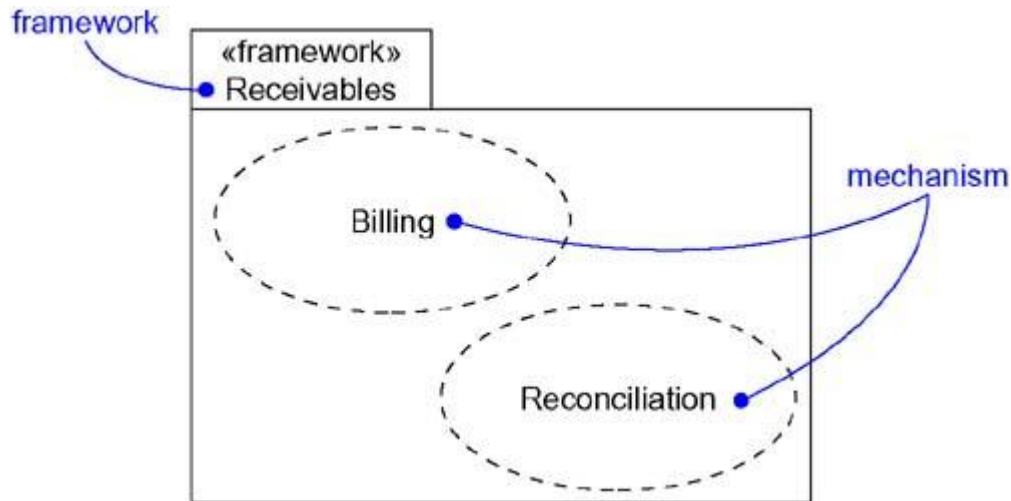 framework
«framework»
Receivables
Billing
mechanism
Reconciliation